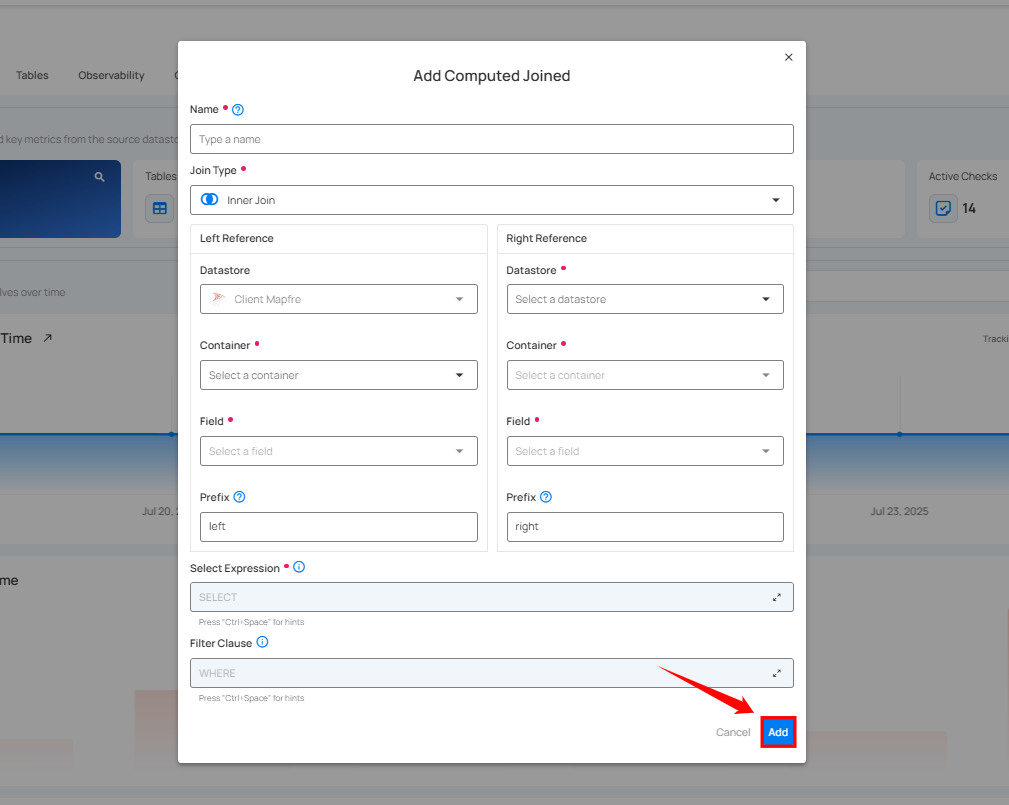 Tables
Observability
d key metrics from the source datasto
Tables
Active Checks
14
lves over time
Time
Tracki
Jul 20, 2
Jul 23, 2025
me
Add Computed Joined
Name
Type a name
Join Type
Inner Join
Left Reference
Datastore
Client Mapfre
Container
Select a container
Field
Select a field
Prefix
left
Right Reference
Datastore
Select a datastore
Container
Select a container
Field
Select a field
Prefix
right
Select Expression
SELECT
Press "Ctrl+Space" for hints
Filter Clause
WHERE
Press "Ctrl+Space" for hints
Cancel
Add